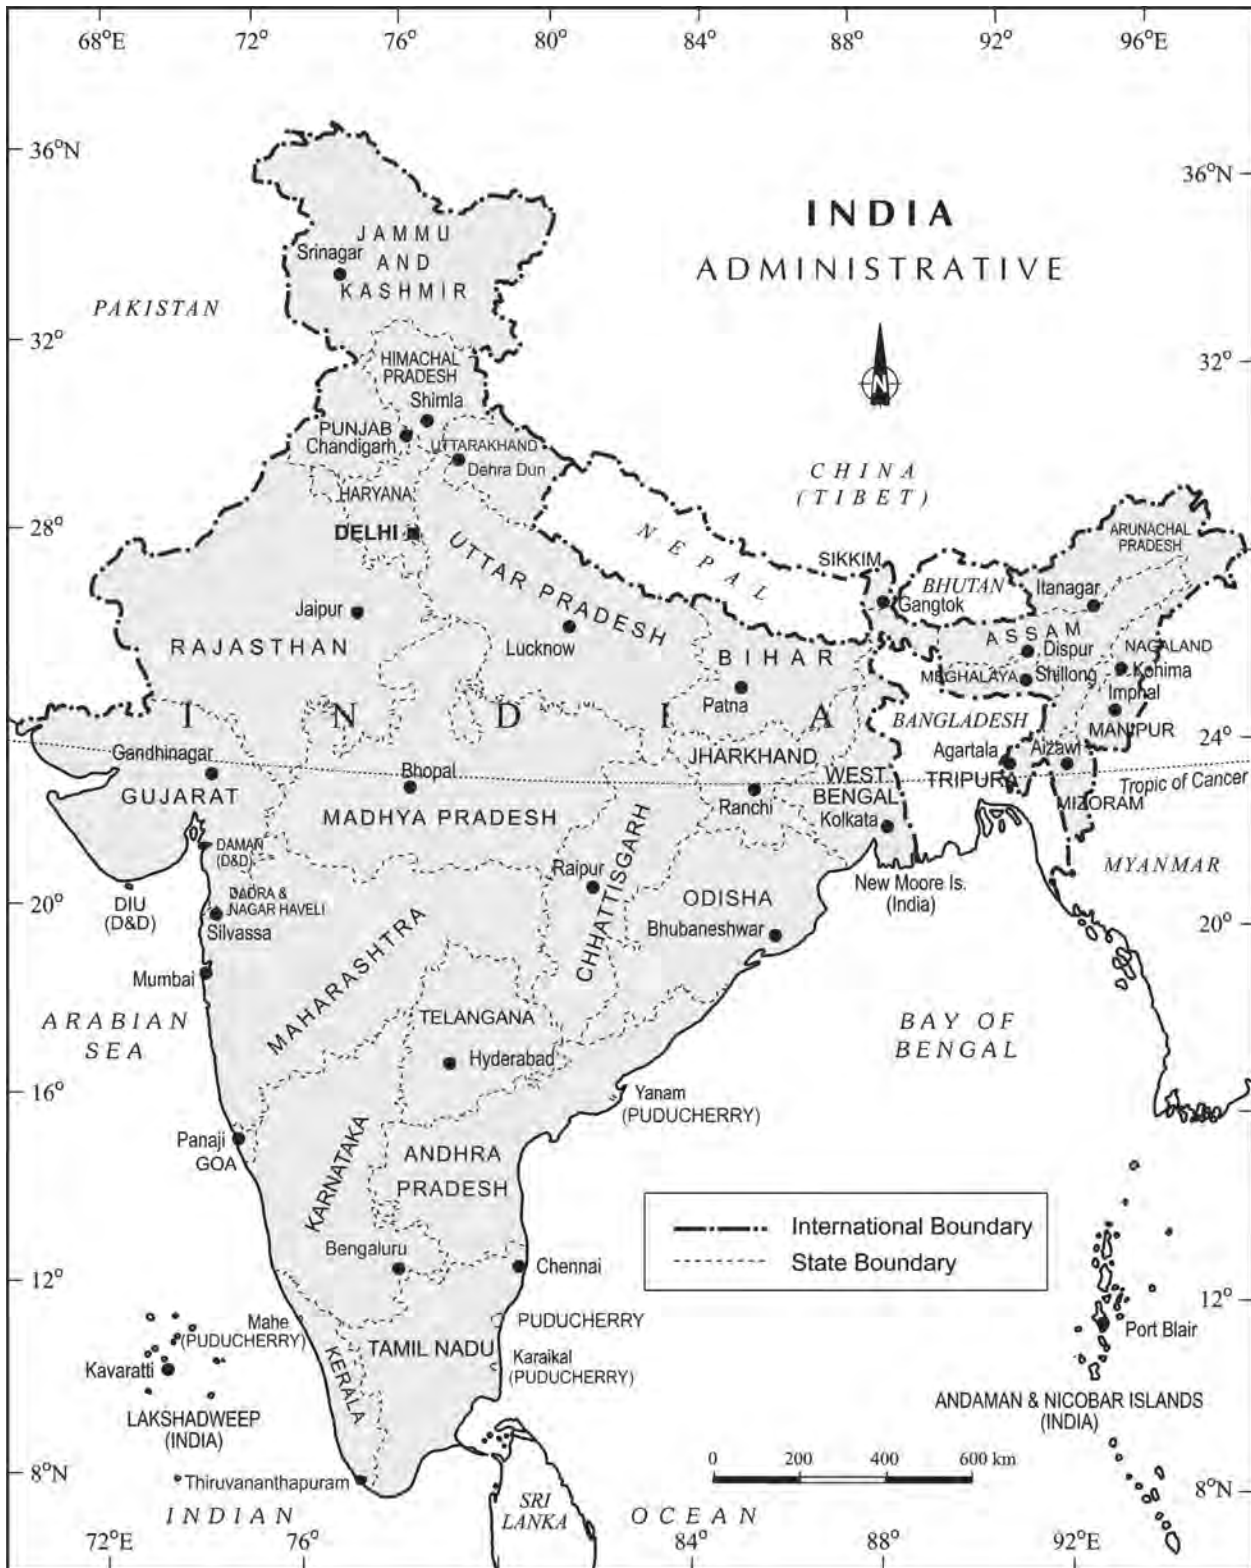 68°E
72°
76°
80°
84°
88°
92°
96°E
36°N
36°N
INDIA
ADMINISTRATIVE
JAMMU
AND
KASHMIR
Srinagar
PAKISTAN
32°
32°
HIMACHAL
PRADESH
Shimla
N
PUNJAB
Chandigarh
UTTARAKHAND
Dehra Dun
CHINA
(TIBET)
HARYANA
28°
28°
DELHI
UTTAR PRADESH
NEPAL
SIKKIM
BHUTAN
ARUNACHAL
PRADESH
Itanagar
Gangtok
Jaipur
RAJASTHAN
Lucknow
BIHAR
Patna
ASSAM
Dispur
NAGALAND
MEGHALAYA
Shillong
Kohima
Imphal
MANIPUR
INDIA
BANGLADESH
24°
Gandhinagar
Bhopal
JHARKHAND
Agartala
Aizawl
GUJARAT
MADHYA PRADESH
Ranchi
WEST
BENGAL
Kolkata
TRIPURA
Tropic of Cancer
MIZORAM
DAMAN
(D&D)
Raipur
CHHATTISGARH
MYANMAR
DIU
(D&D)
DADRA &
NAGAR HAVELI
Silvassa
ODISHA
Bhubaneshwar
New Moore Is.
(India)
20°
20°
Mumbai
MAHARASHTRA
ARABIAN
SEA
TELANGANA
Hyderabad
BAY OF
BENGAL
16°
Yanam
(PUDUCHERRY)
Panaji
GOA
KARNATAKA
ANDHRA
PRADESH
International Boundary
State Boundary
Bengaluru
Chennai
12°
12°
Mahe
(PUDUCHERRY)
PUDUCHERRY
Port Blair
Kavaratti
KERALA
TAMIL NADU
Karaikal
(PUDUCHERRY)
LAKSHADWEEP
(INDIA)
ANDAMAN & NICOBAR ISLANDS
(INDIA)
0 200 400 600 km
8°N
8°N
Thiruvananthapuram
INDIAN
SRI
LANKA
OCEAN
72°E
76°
84°
88°
92°E